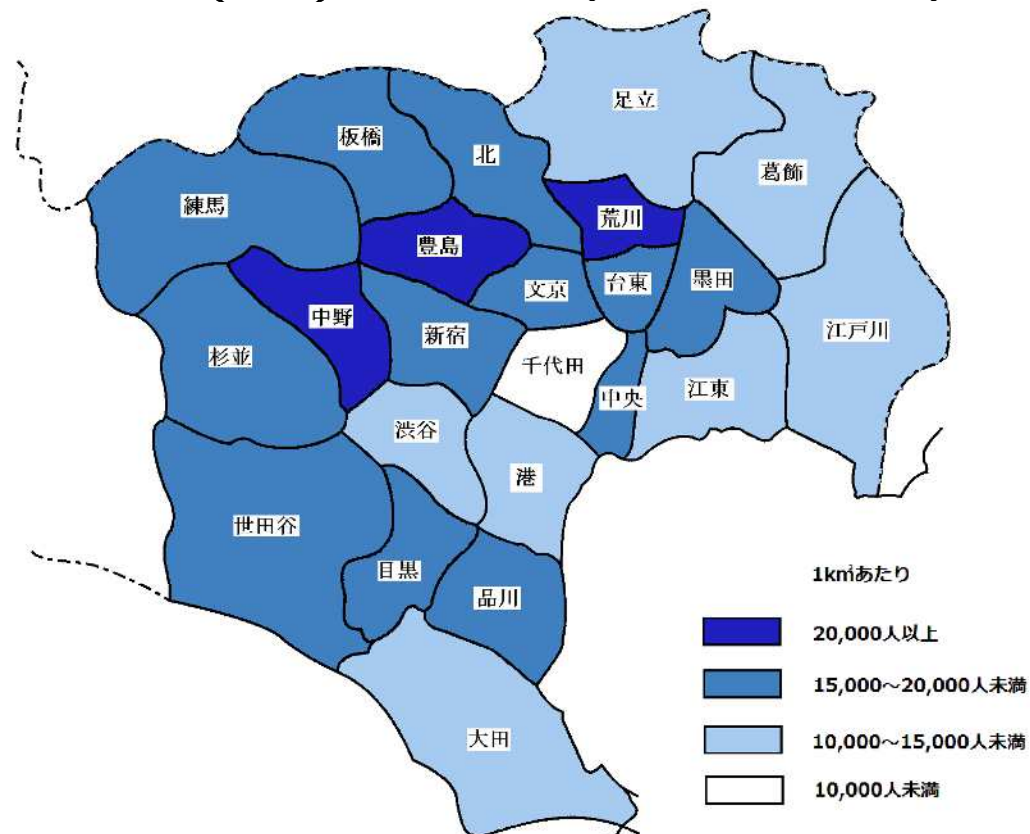 足立
板橋
北
葛飾
練馬
荒川
豊島
台東
墨田
文京
中野
新宿
江戸川
杉並
千代田
江東
中央
渋谷
港
世田谷
目黒
品川
大田
1k㎡あたり
20,000人以上
15,000～20,000人未満
10,000～15,000人未満
10,000人未満